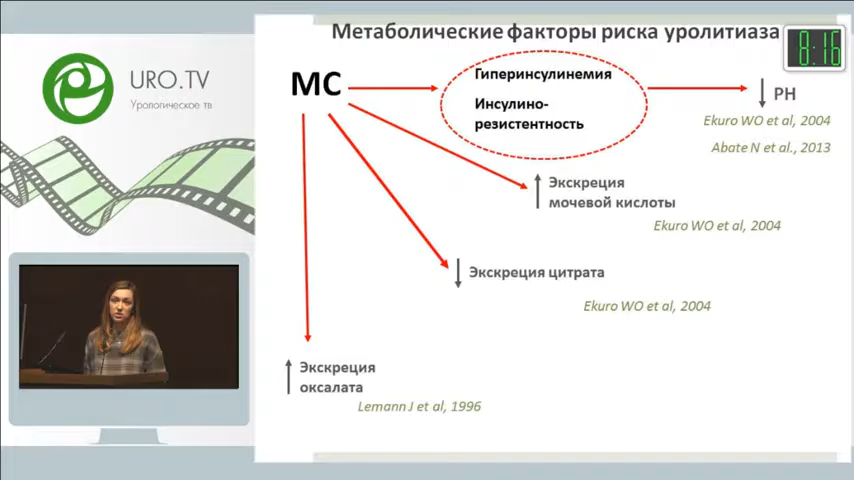 Метаболические факторы риска уролитиаза
8:16
URO.TV
Урологическое тв
МС
Гиперинсулинемия
Инсулино-
резистентность
PH
Ekuro WO et al, 2004
Abate N et al., 2013
Экскреция
мочевой кислоты
Ekuro WO et al, 2004
Экскреция цитрата
Ekuro WO et al, 2004
Экскреция
оксалата
Lemann J et al, 1996